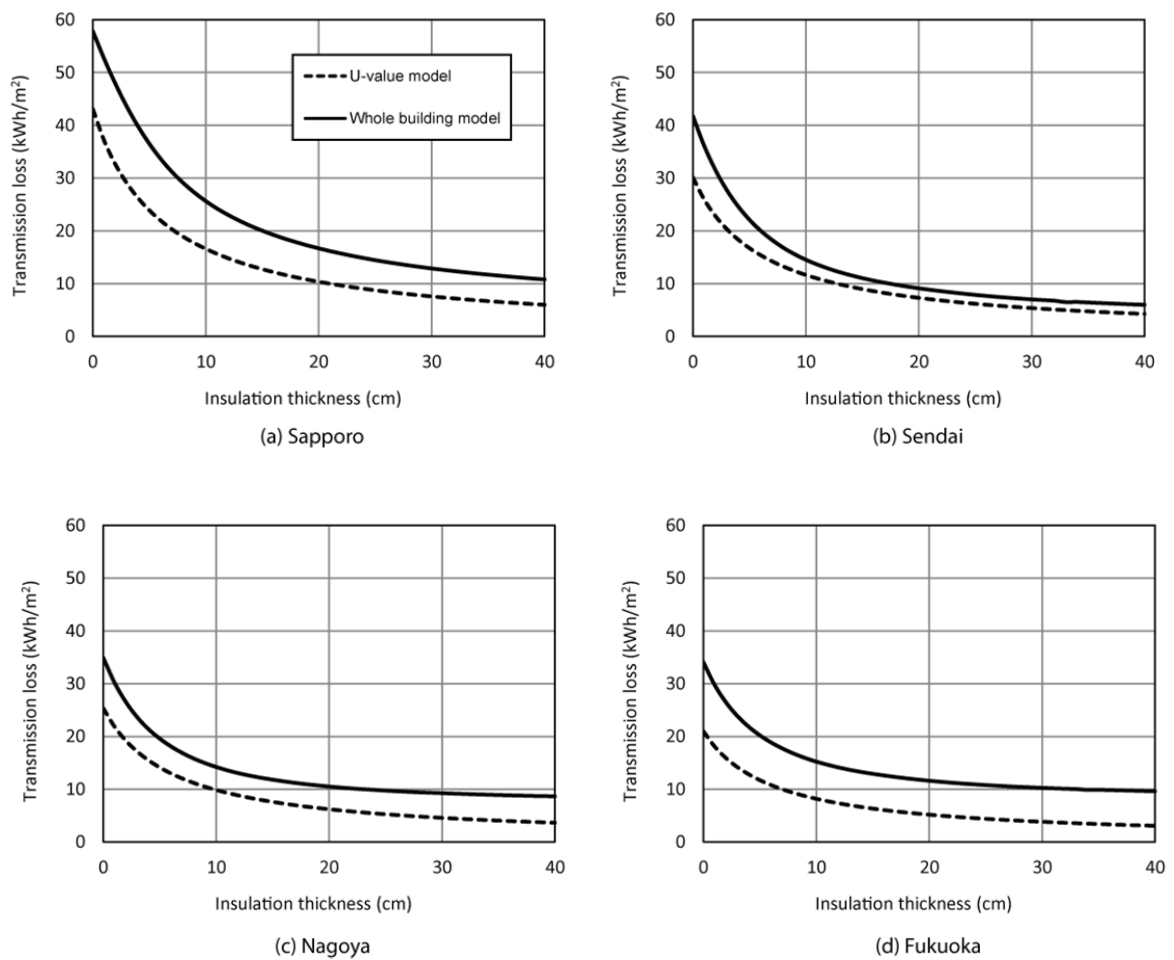 60
50
40
30
20
10
0
Transmission loss (kWh/m²)
U-value model
Whole building model
0 10 20 30 40
Insulation thickness (cm)
(a) Sapporo
60
50
40
30
20
10
0
Transmission loss (kWh/m²)
0 10 20 30 40
Insulation thickness (cm)
(b) Sendai
60
50
40
30
20
10
0
Transmission loss (kWh/m²)
0 10 20 30 40
Insulation thickness (cm)
(c) Nagoya
60
50
40
30
20
10
0
Transmission loss (kWh/m²)
0 10 20 30 40
Insulation thickness (cm)
(d) Fukuoka